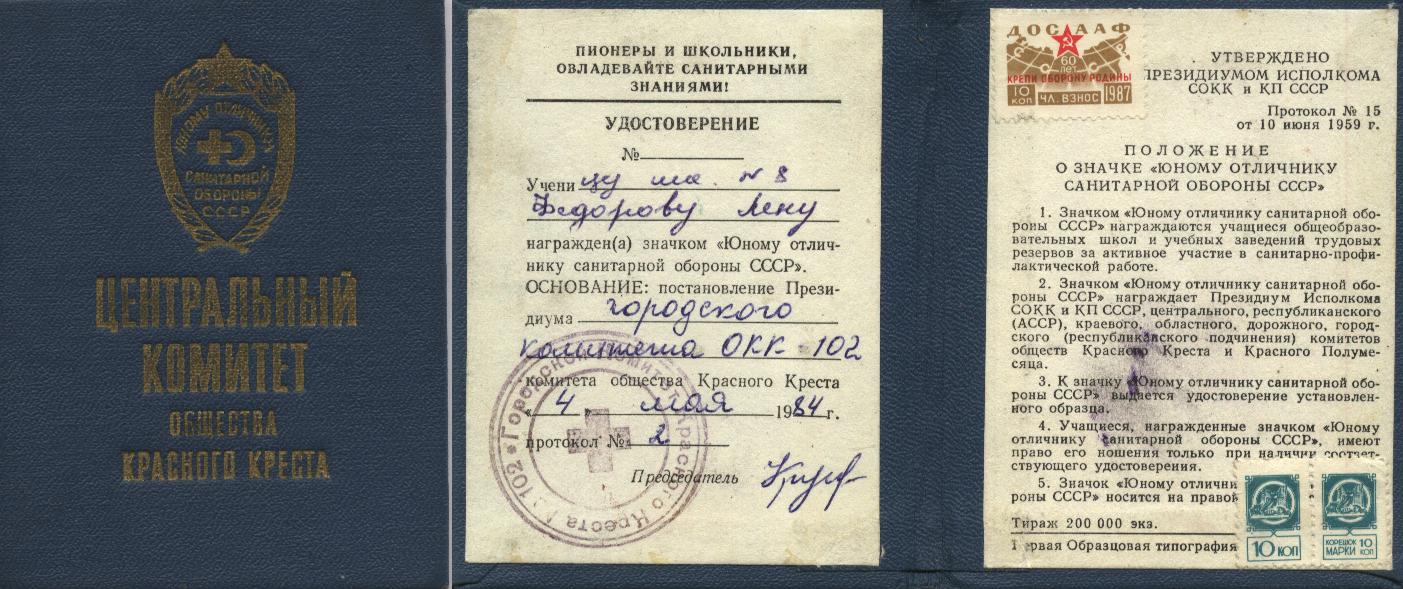 ЮНОМУ ОТЛИЧНИКУ
САНИТАРНОЙ
ОБОРОНЫ
СССР
ЦЕНТРАЛЬНЫЙ
КОМИТЕТ
ОБЩЕСТВА
КРАСНОГО КРЕСТА
ПИОНЕРЫ И ШКОЛЬНИКИ,
ОВЛАДЕВАЙТЕ САНИТАРНЫМИ
ЗНАНИЯМИ!
УДОСТОВЕРЕНИЕ
№
Учени цу шк. № 8
Федорову Лену
награжден(а) значком «Юному отлич-
нику санитарной обороны СССР».
ОСНОВАНИЕ: постановление Прези-
диума городского
комитета ОКК - 102
комитета общества Красного Креста
«4» мая 1984 г.
протокол № 2
Председатель
Городской комитет Красного Креста № 102
ДОСААФ
60
ЛЕТ
КРЕПИ ОБОРОНУ РОДИНЫ
10 КОП ЧЛ. ВЗНОС 1987
УТВЕРЖДЕНО
ПРЕЗИДИУМОМ ИСПОЛКОМА
СОКК и КП СССР
Протокол № 15
от 10 июня 1959 г.
ПОЛОЖЕНИЕ
О ЗНАЧКЕ «ЮНОМУ ОТЛИЧНИКУ
САНИТАРНОЙ ОБОРОНЫ СССР»
1. Значком «Юному отличнику санитарной обо-
роны СССР» награждаются учащиеся общеобразо-
вательных школ и учебных заведений трудовых
резервов за активное участие в санитарно-профи-
лактической работе.
2. Значком «Юному отличнику санитарной обо-
роны СССР» награждает Президиум Исполкома
СОКК и КП СССР, центрального, республиканского
(АССР), краевого, областного, дорожного, город-
ского (республиканского подчинения) комитетов
обществ Красного Креста и Красного Полуме-
сяца.
3. К значку «Юному отличнику санитарной обо-
роны СССР» выдается удостоверение установлен-
ного образца.
4. Учащиеся, награжденные значком «Юному
отличнику санитарной обороны СССР», имеют
право его ношения только при наличии соответ-
ствующего удостоверения.
5. Значок «Юному отлични
роны СССР» носится на правой
Тираж 200 000 экз.
Первая Образцовая типография
10 КОП
КОРЕШОК 10
МАРКИ КОП